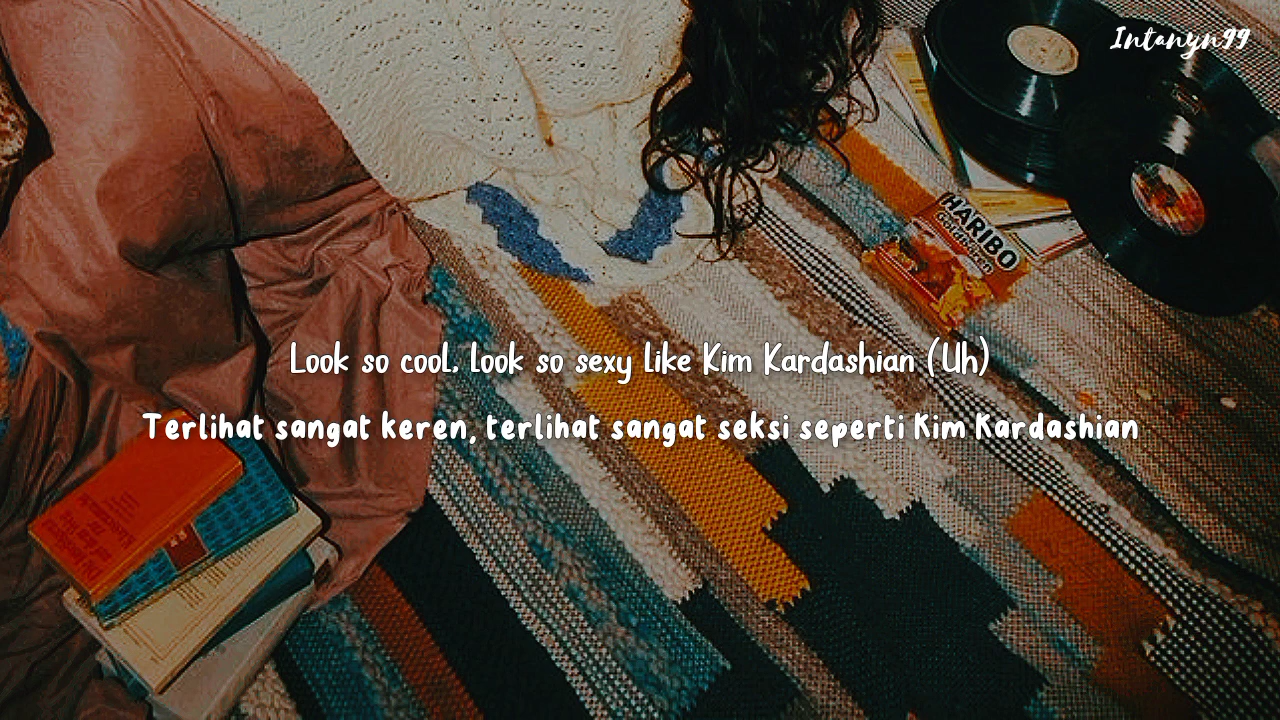 Intanyn99
HARIBO
Look so cool, look so sexy like Kim Kardashian (Uh)
Terlihat sangat keren, terlihat sangat seksi seperti Kim Kardashian